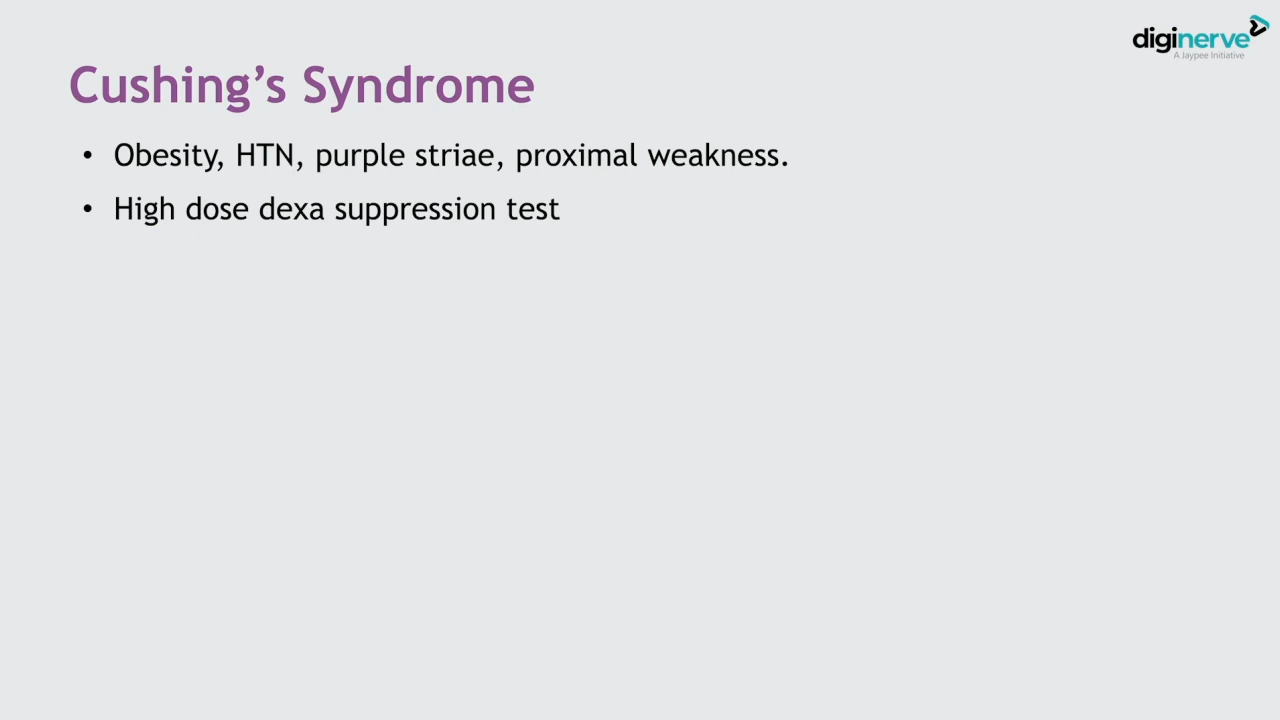 diginerve
A Jaypee Initiative
Cushing’s Syndrome
• Obesity, HTN, purple striae, proximal weakness.
• High dose dexa suppression test